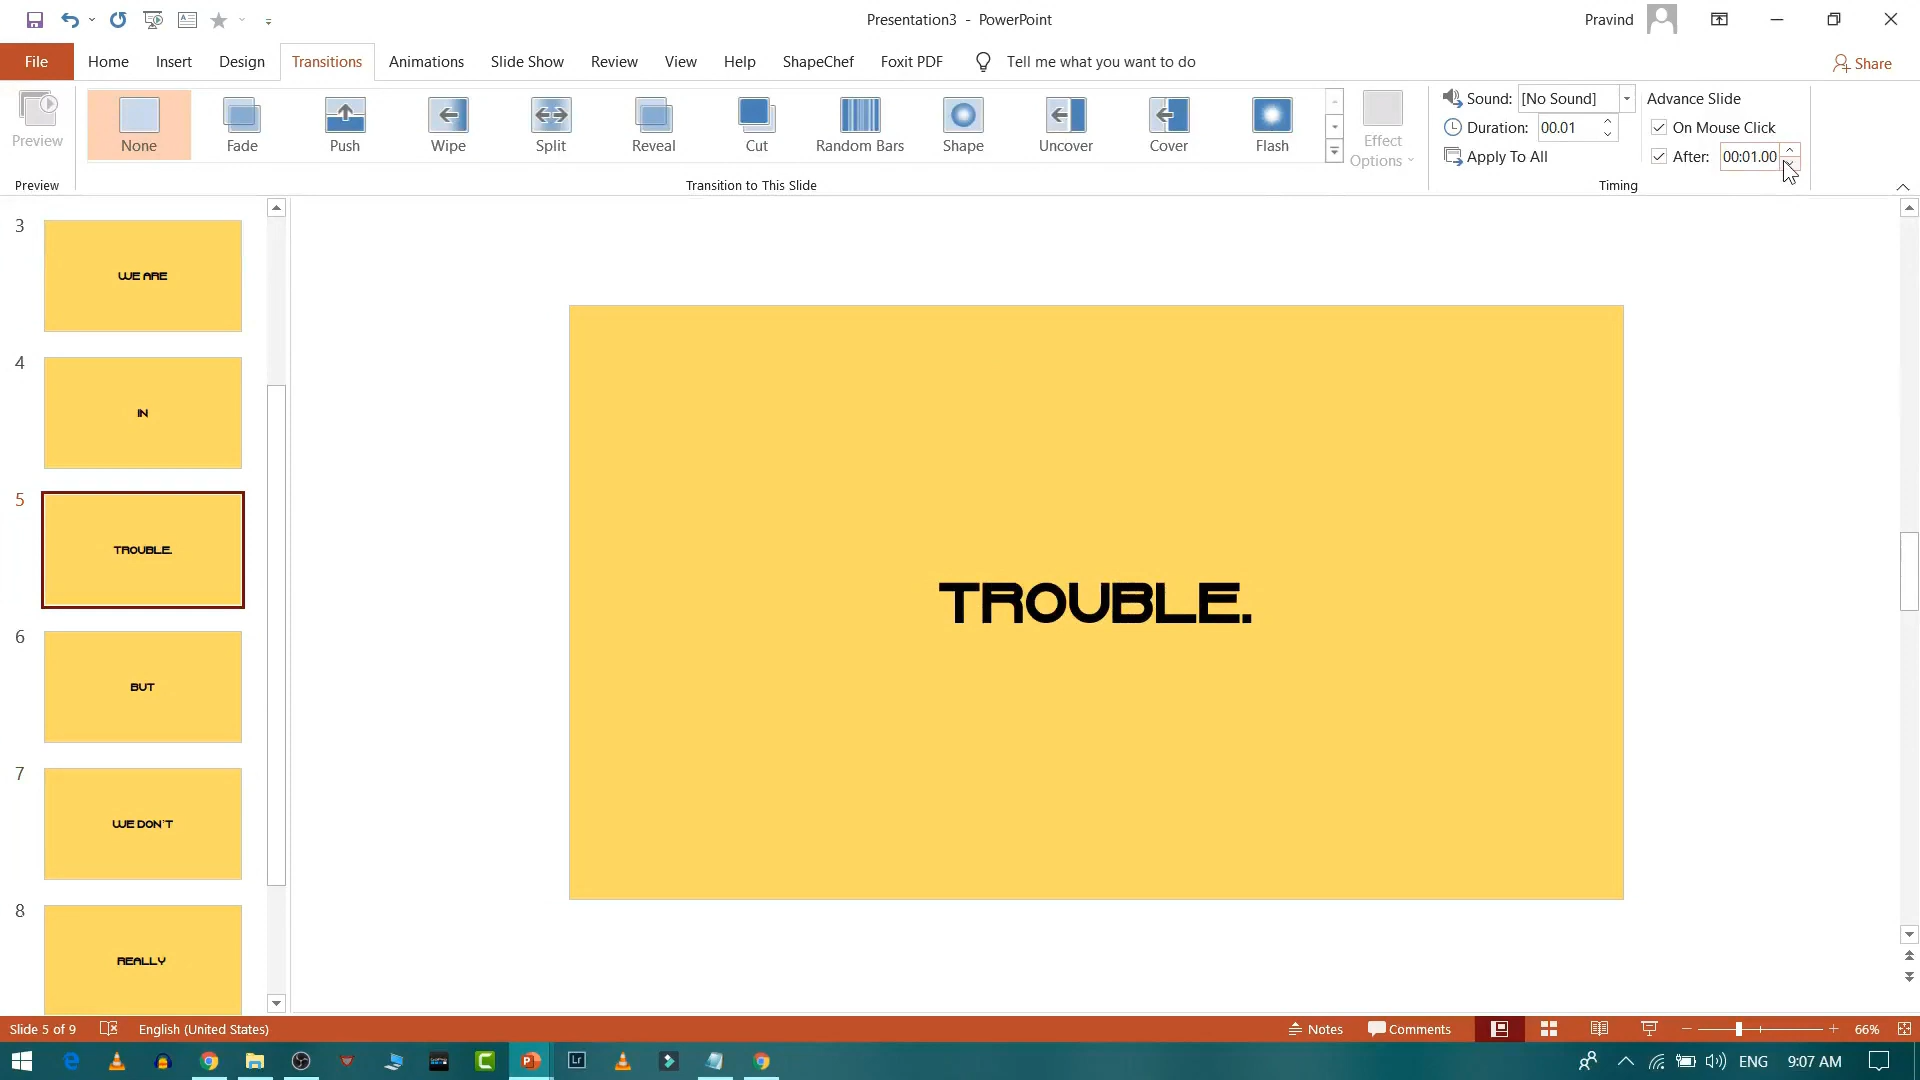 Presentation3 - PowerPoint
Pravind
File
Home
Insert
Design
Transitions
Animations
Slide Show
Review
View
Help
ShapeChef
Foxit PDF
Tell me what you want to do
Share
Preview
None
Fade
Push
Wipe
Split
Reveal
Cut
Random Bars
Shape
Uncover
Cover
Flash
Effect
Options
Sound: [No Sound]
Duration: 00.01
Apply To All
Advance Slide
On Mouse Click
After: 00:01.00
Preview
Transition to This Slide
Timing
3
WE ARE
4
IN
5
TROUBLE.
6
BUT
7
WE DON'T
8
REALLY
TROUBLE.
Slide 5 of 9
English (United States)
Notes
Comments
66%
Lr
ENG
9:07 AM